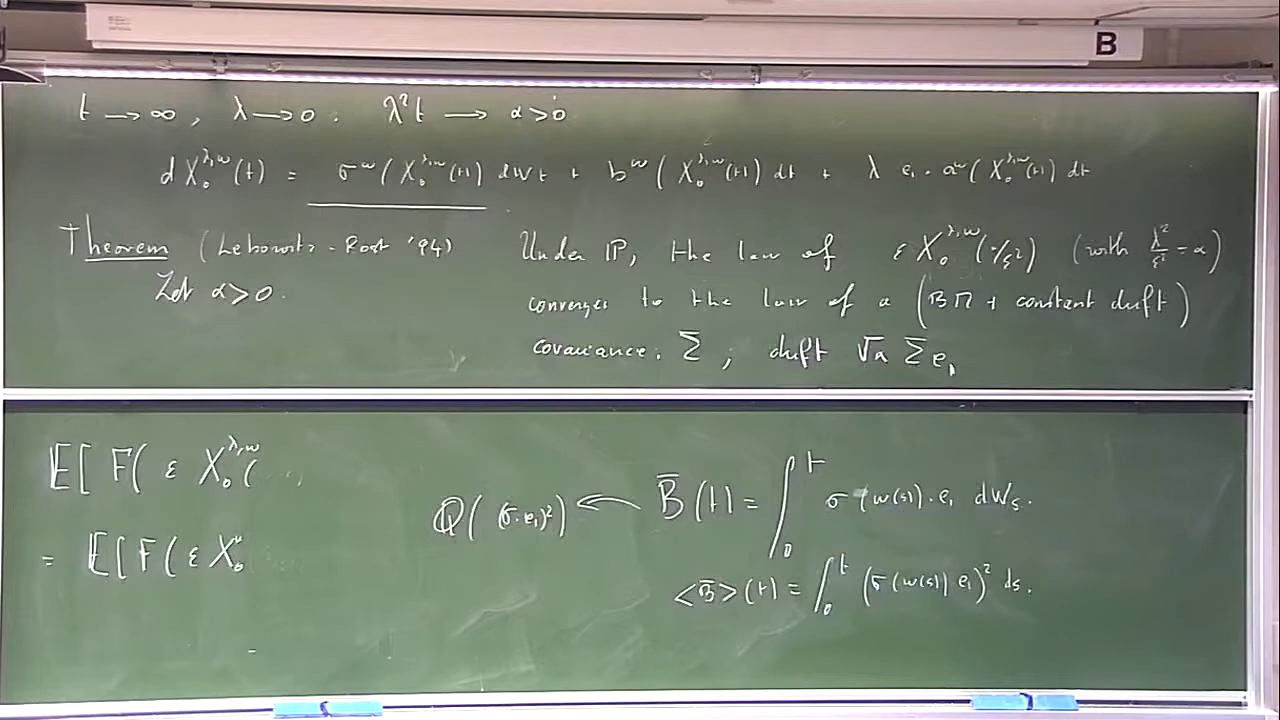 B
t → ∞, λ → 0. λ²t → α > 0
dX₀^{λ,ω}(t) = σ^ω(X₀^{λ,ω}(t)) dW_t + b^ω(X₀^{λ,ω}(t)) dt + λ e₁ · a^ω(X₀^{λ,ω}(t)) dt
Theorem (Lebowitz - Rost '94) Under ℙ, the law of ε X₀^{λ,ω}(·/ε²) (with λ²/ε² = α)
Let α > 0. converges to the law of a (BM + constant drift)
covariance: Σ ; drift √α Σ e₁
E[F(ε X₀^{λ,ω}(
= E[F(ε X₀^ω
Q((σ·e₁)²) ← B̄(t) = ∫₀^t σ(ω(s))·e₁ dW_s.
<B̄>(t) = ∫₀^t (σ(ω(s)) e₁)² ds.